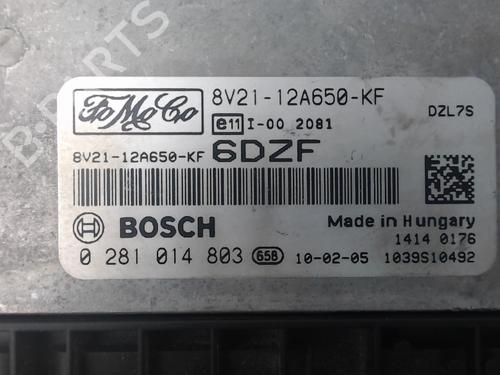 FoMoCo
8V21-12A650-KF
e11 I-00 2081
DZL7S
8V21-12A650-KF 6DZF
BOSCH
Made in Hungary
1414 0176
0 281 014 803 65B 10-02-05 1039S10492
B-PARTS